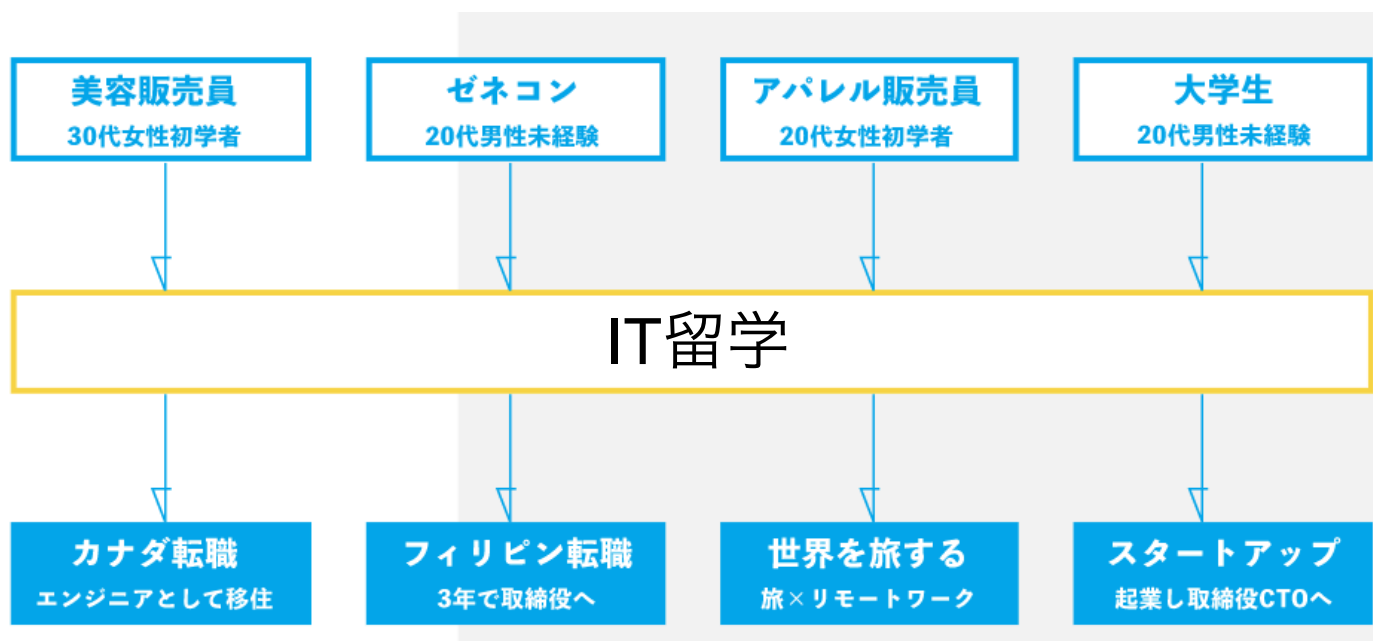 美容販売員
30代女性初学者
ゼネコン
20代男性未経験
アパレル販売員
20代女性初学者
大学生
20代男性未経験
IT留学
カナダ転職
エンジニアとして移住
フィリピン転職
3年で取締役へ
世界を旅する
旅×リモートワーク
スタートアップ
起業し取締役CTOへ